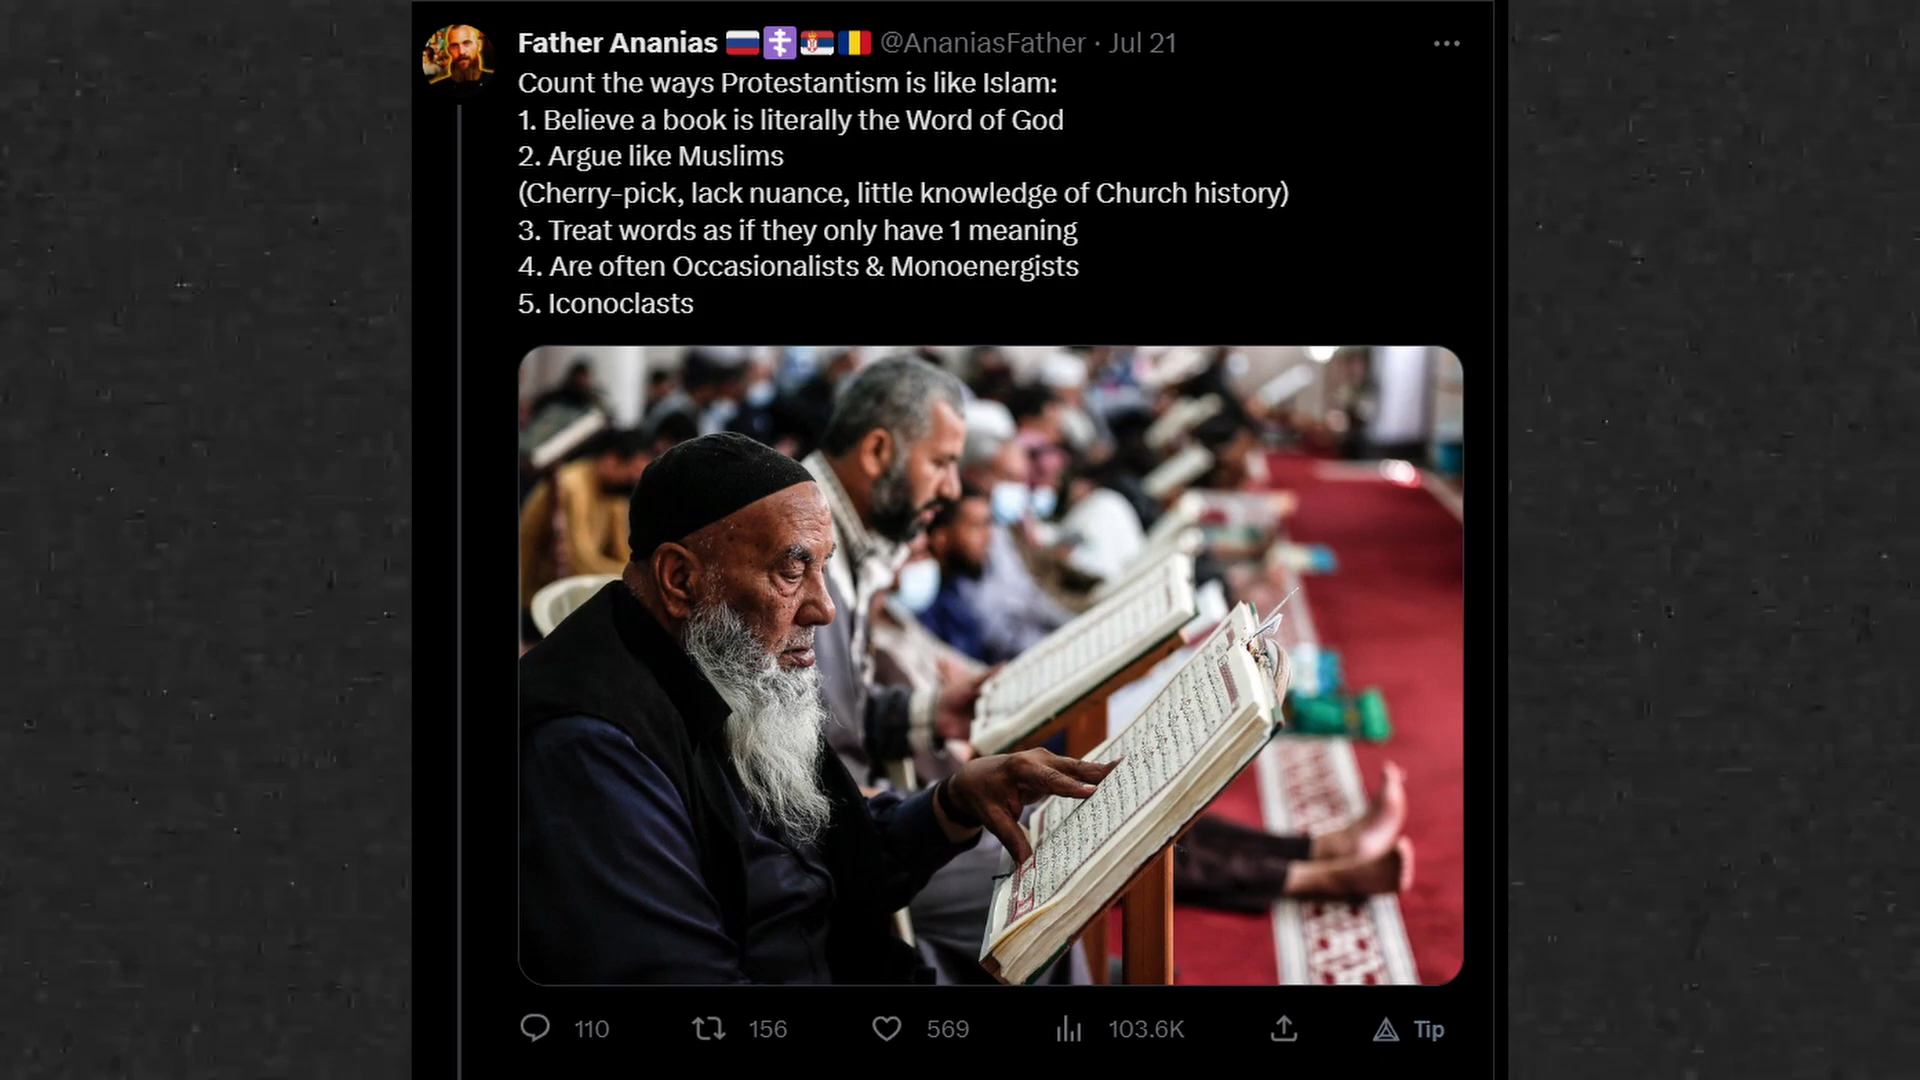 Father Ananias 🇷🇺☦️🇷🇸🇷🇴 @AnaniasFather · Jul 21
Count the ways Protestantism is like Islam:
1. Believe a book is literally the Word of God
2. Argue like Muslims
(Cherry-pick, lack nuance, little knowledge of Church history)
3. Treat words as if they only have 1 meaning
4. Are often Occasionalists & Monoenergists
5. Iconoclasts
110 156 569 103.6K Tip